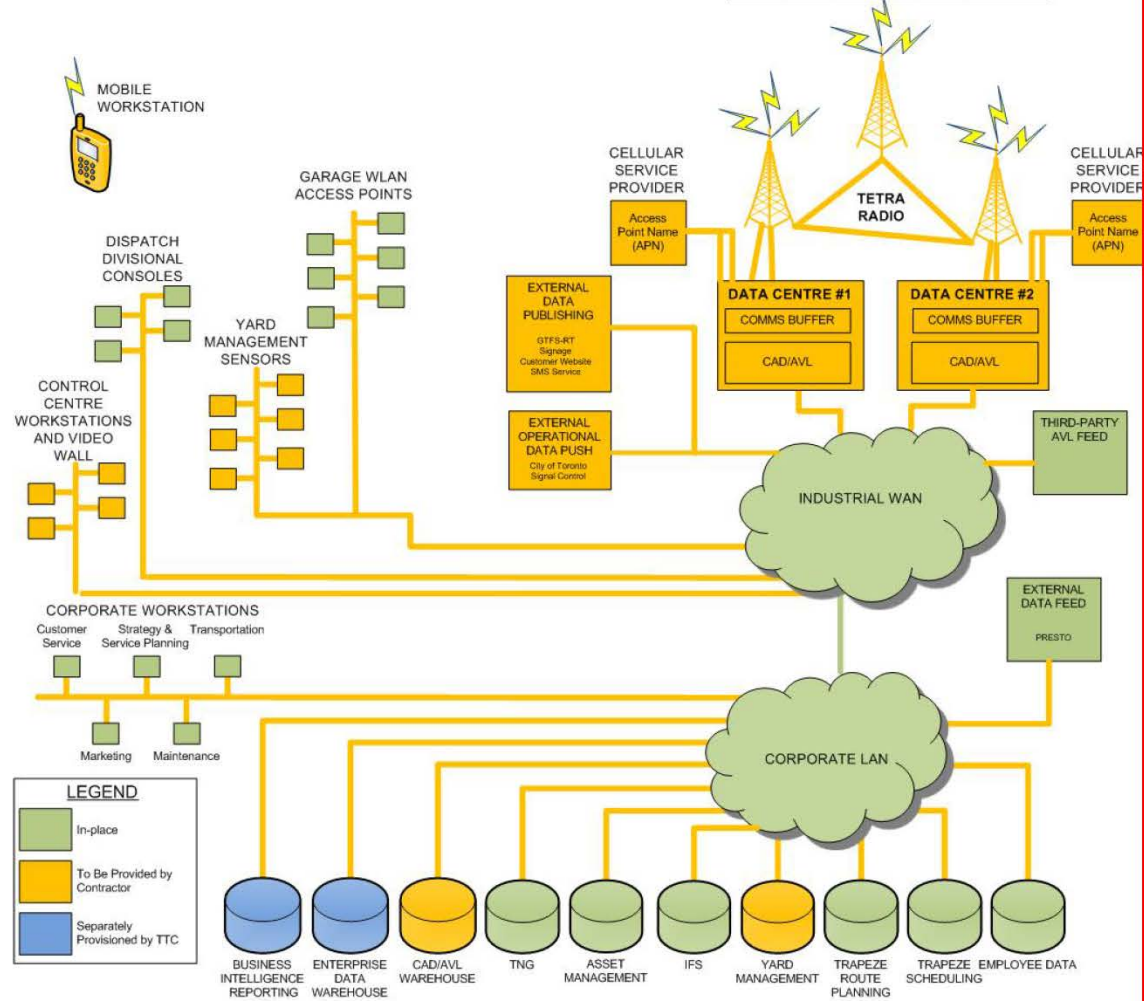 MOBILE
WORKSTATION
GARAGE WLAN
ACCESS POINTS
DISPATCH
DIVISIONAL
CONSOLES
YARD
MANAGEMENT
SENSORS
CONTROL
CENTRE
WORKSTATIONS
AND VIDEO
WALL
CELLULAR
SERVICE
PROVIDER
Access
Point Name
(APN)
TETRA
RADIO
CELLULAR
SERVICE
PROVIDER
Access
Point Name
(APN)
EXTERNAL
DATA
PUBLISHING
GTFS-RT
Signage
Customer Website
SMS Service
DATA CENTRE #1
COMMS BUFFER
CAD/AVL
DATA CENTRE #2
COMMS BUFFER
CAD/AVL
EXTERNAL
OPERATIONAL
DATA PUSH
City of Toronto
Signal Control
THIRD-PARTY
AVL FEED
INDUSTRIAL WAN
CORPORATE WORKSTATIONS
Customer
Service
Strategy &
Service Planning
Transportation
Marketing
Maintenance
EXTERNAL
DATA FEED
PRESTO
CORPORATE LAN
LEGEND
In-place
To Be Provided by
Contractor
Separately
Provisioned by TTC
BUSINESS
INTELLIGENCE
REPORTING
ENTERPRISE
DATA
WAREHOUSE
CAD/AVL
WAREHOUSE
TNG
ASSET
MANAGEMENT
IFS
YARD
MANAGEMENT
TRAPEZE
ROUTE
PLANNING
TRAPEZE
SCHEDULING
EMPLOYEE DATA